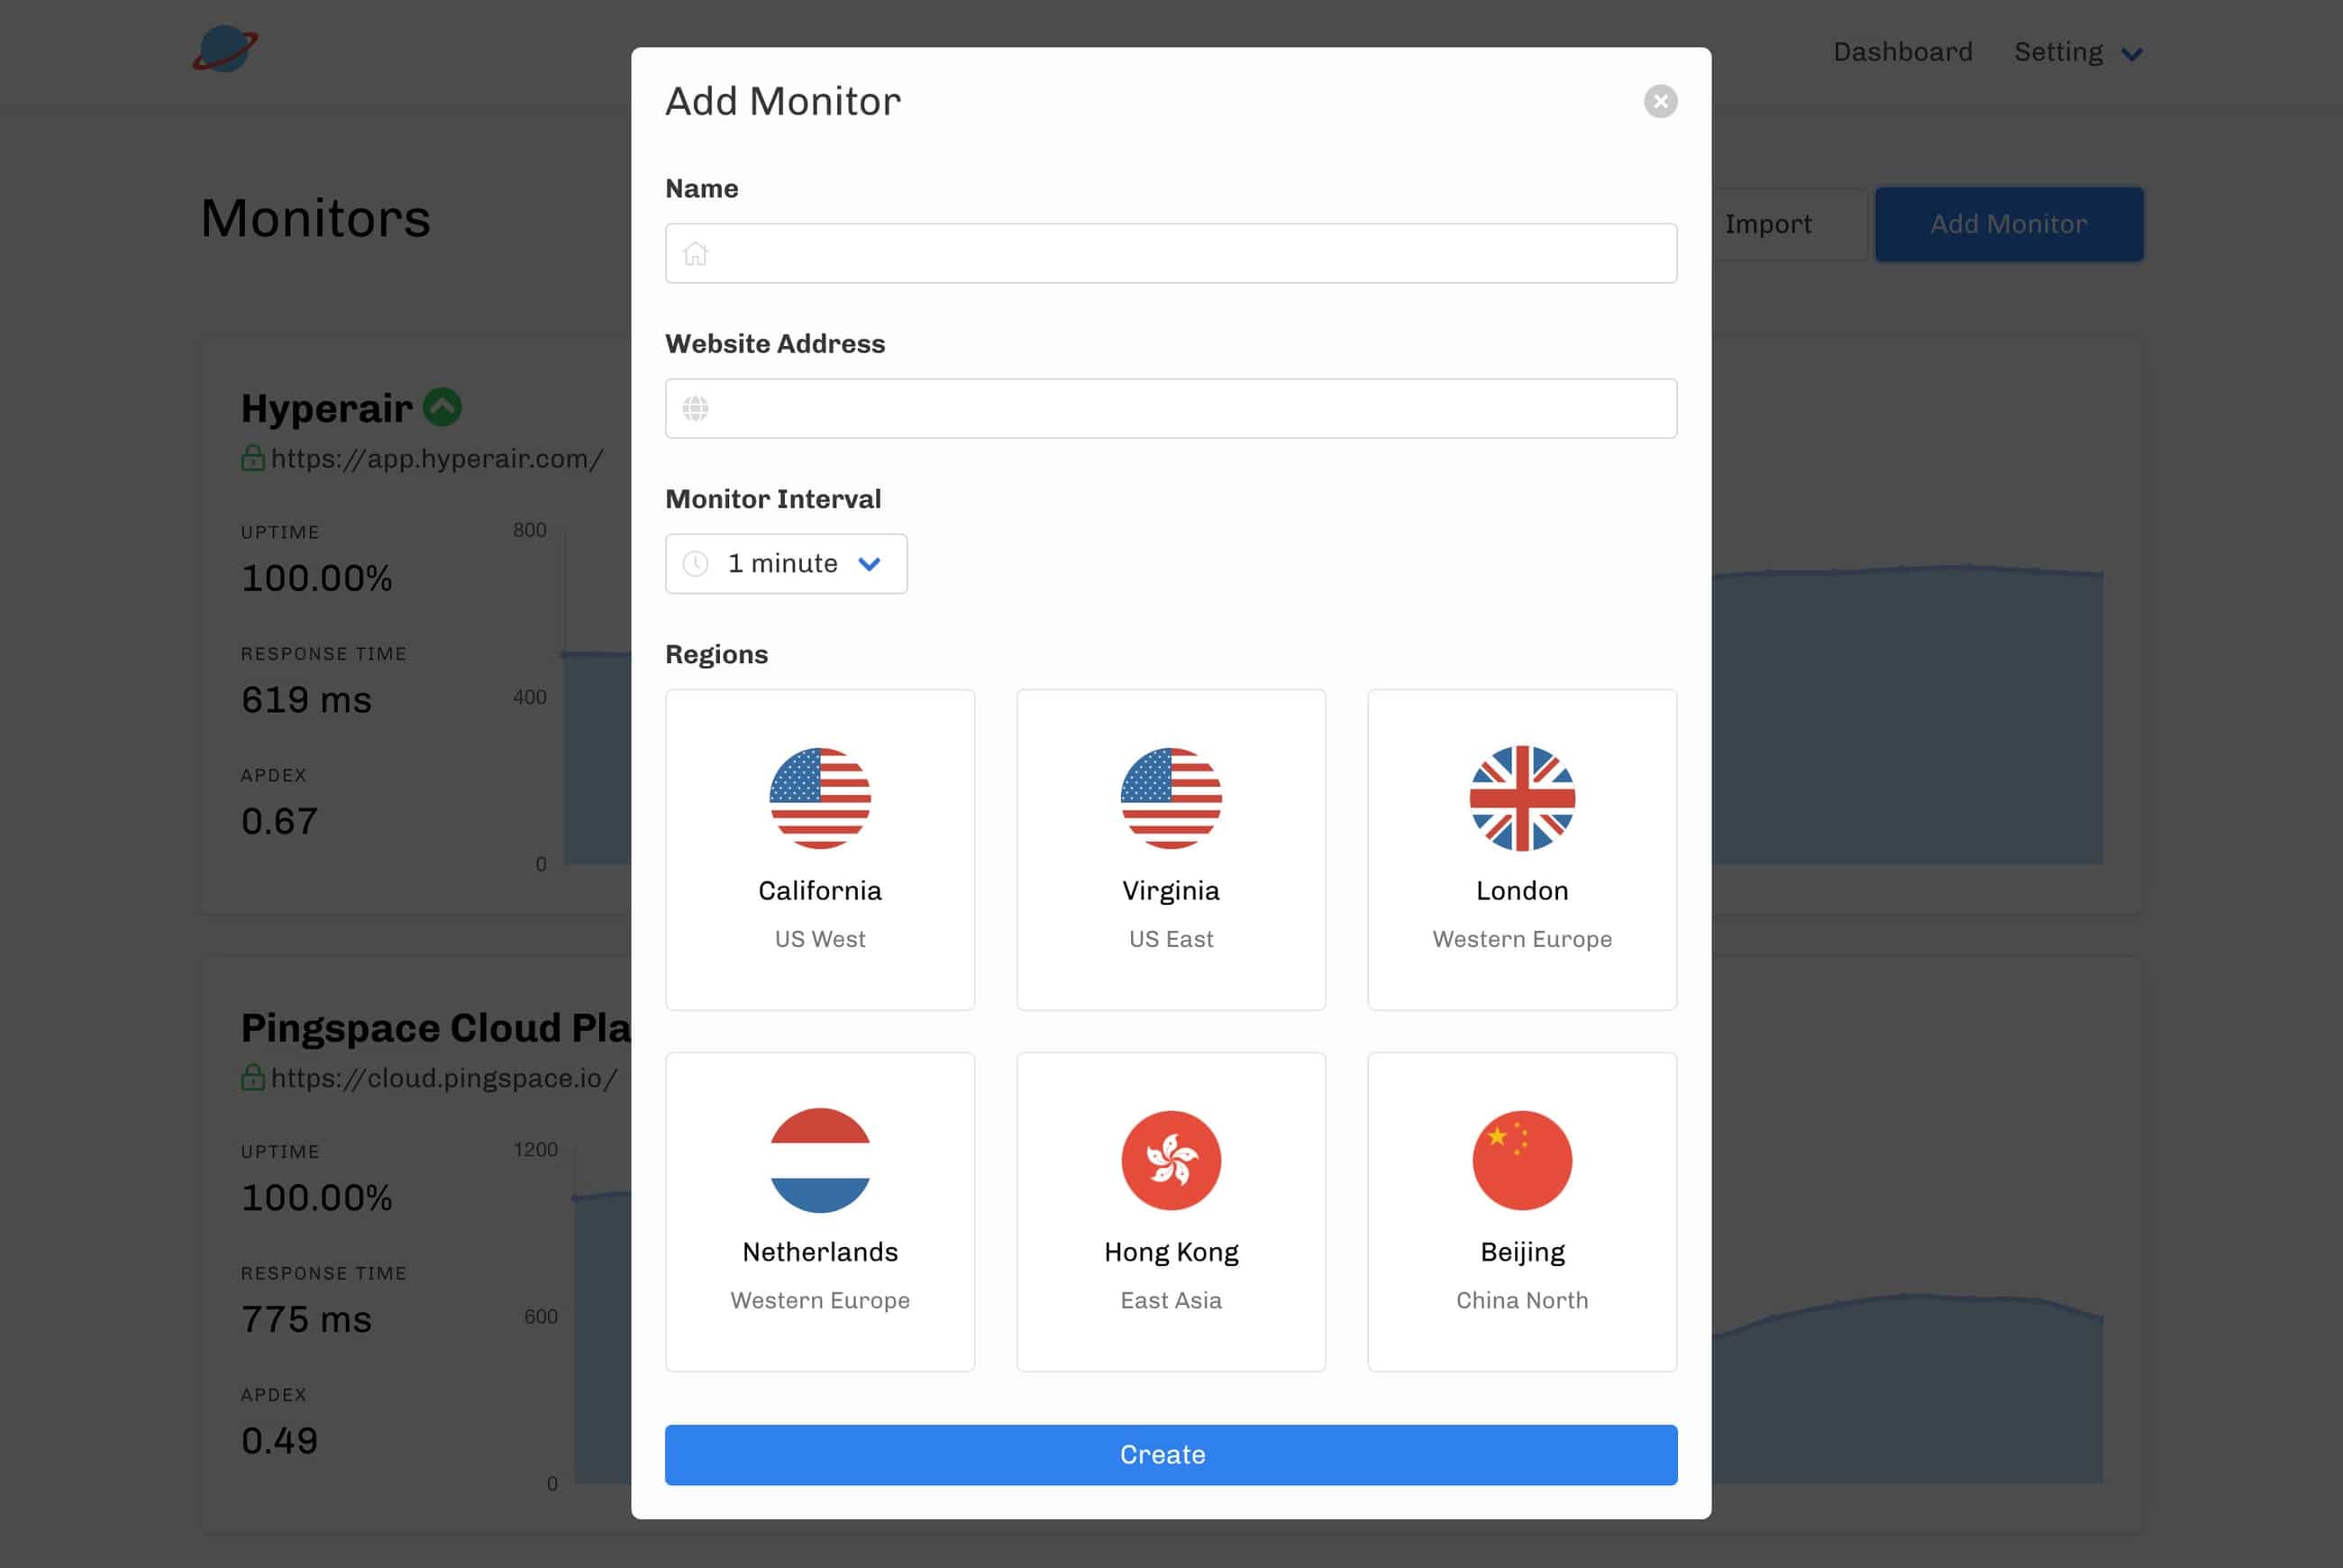 Dashboard Setting
Monitors
Import Add Monitor
Hyperair
https://app.hyperair.com/
UPTIME
100.00%
RESPONSE TIME
619 ms
APDEX
0.67
800
400
0
Pingspace Cloud Pla
https://cloud.pingspace.io/
UPTIME
100.00%
RESPONSE TIME
775 ms
APDEX
0.49
1200
600
0
Add Monitor
Name
Website Address
Monitor Interval
1 minute
Regions
California
US West
Virginia
US East
London
Western Europe
Netherlands
Western Europe
Hong Kong
East Asia
Beijing
China North
Create